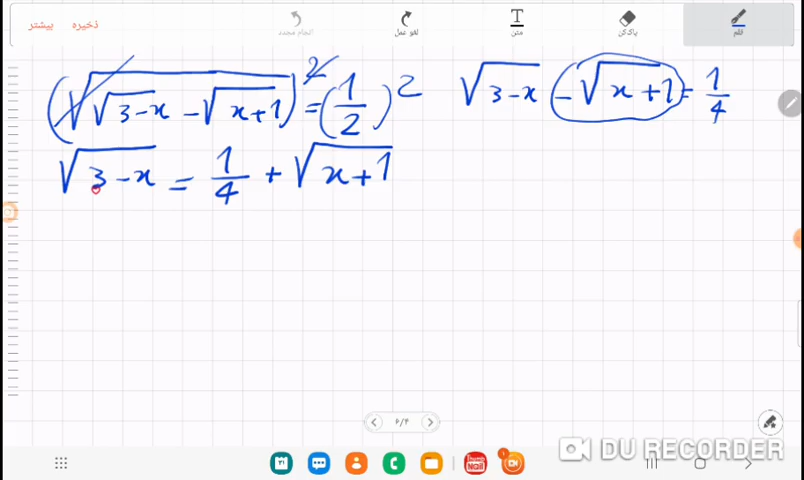 بیشتر ذخیره انجام مجدد لغو عمل متن پاک‌کن قلم
(√(√(3-x) - √(x+1)))² = (1/2)²
√(3-x) - √(x+1) = 1/4
√(3-x) = 1/4 + √(x+1)
۶/۴
DU RECORDER